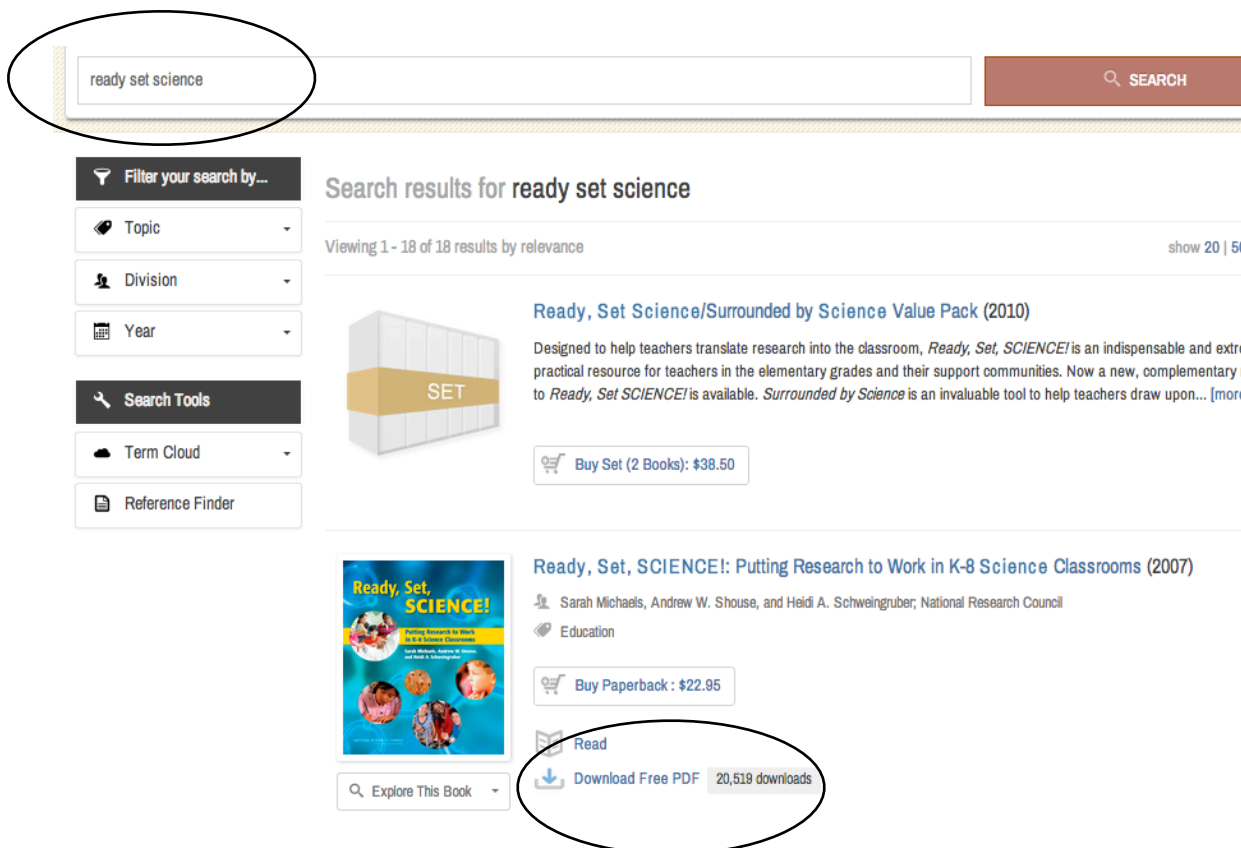 ready set science
SEARCH
Filter your search by...
Topic
Division
Year
Search Tools
Term Cloud
Reference Finder
Search results for ready set science
Viewing 1 - 18 of 18 results by relevance
show 20 | 50
SET
Ready, Set Science/Surrounded by Science Value Pack (2010)
Designed to help teachers translate research into the classroom, Ready, Set, SCIENCE! is an indispensable and extre
practical resource for teachers in the elementary grades and their support communities. Now a new, complementary
to Ready, Set SCIENCE! is available. Surrounded by Science is an invaluable tool to help teachers draw upon... [more
Buy Set (2 Books): $38.50
Ready, Set,
SCIENCE!
Putting Research to Work
in K-8 Science Classrooms
Sarah Michaels, Andrew W. Shouse,
and Heidi A. Schweingruber
Explore This Book
Ready, Set, SCIENCE!: Putting Research to Work in K-8 Science Classrooms (2007)
Sarah Michaels, Andrew W. Shouse, and Heidi A. Schweingruber; National Research Council
Education
Buy Paperback : $22.95
Read
Download Free PDF 20,519 downloads